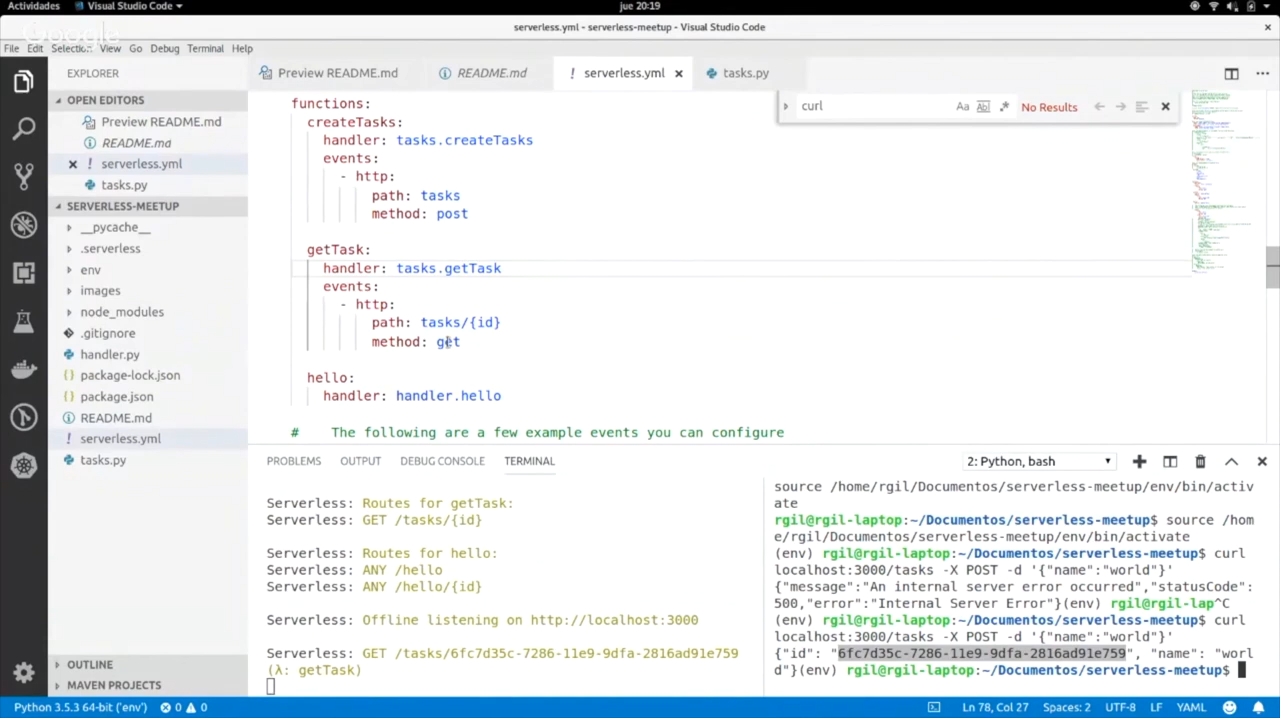 Actividades
Visual Studio Code
jue 20:19
serverless.yml - serverless-meetup - Visual Studio Code
Google
File Edit Selection View Go Debug Terminal Help
EXPLORER
OPEN EDITORS
Preview README.md
README.md
serverless.yml
tasks.py
SERVERLESS-MEETUP
__pycache__
.serverless
env
images
node_modules
.gitignore
handler.py
package-lock.json
package.json
README.md
serverless.yml
tasks.py
OUTLINE
MAVEN PROJECTS
Preview README.md
README.md
serverless.yml
tasks.py
curl
Aa
Abl
No Results
functions:
createTasks:
handler: tasks.createTasks
events:
- http:
path: tasks
method: post
getTask:
handler: tasks.getTask
events:
- http:
path: tasks/{id}
method: get
hello:
handler: handler.hello
# The following are a few example events you can configure
PROBLEMS OUTPUT DEBUG CONSOLE TERMINAL
2: Python, bash
Serverless: Routes for getTask:
Serverless: GET /tasks/{id}
Serverless: Routes for hello:
Serverless: ANY /hello
Serverless: ANY /hello/{id}
Serverless: Offline listening on http://localhost:3000
Serverless: GET /tasks/6fc7d35c-7286-11e9-9dfa-2816ad91e759
(λ: getTask)
source /home/rgil/Documentos/serverless-meetup/env/bin/activ
ate
rgil@rgil-laptop:~/Documentos/serverless-meetup$ source /hom
e/rgil/Documentos/serverless-meetup/env/bin/activate
(env) rgil@rgil-laptop:~/Documentos/serverless-meetup$ curl
localhost:3000/tasks -X POST -d '{"name":"world"}'
{"message":"An internal server error occurred","statusCode":
500,"error":"Internal Server Error"}(env) rgil@rgil-lap^C
(env) rgil@rgil-laptop:~/Documentos/serverless-meetup$ curl
localhost:3000/tasks -X POST -d '{"name":"world"}'
{"id": "6fc7d35c-7286-11e9-9dfa-2816ad91e759", "name": "worl
d"}(env) rgil@rgil-laptop:~/Documentos/serverless-meetup$
Python 3.5.3 64-bit ('env')
0
0
Ln 78, Col 27
Spaces: 2
UTF-8
LF
YAML